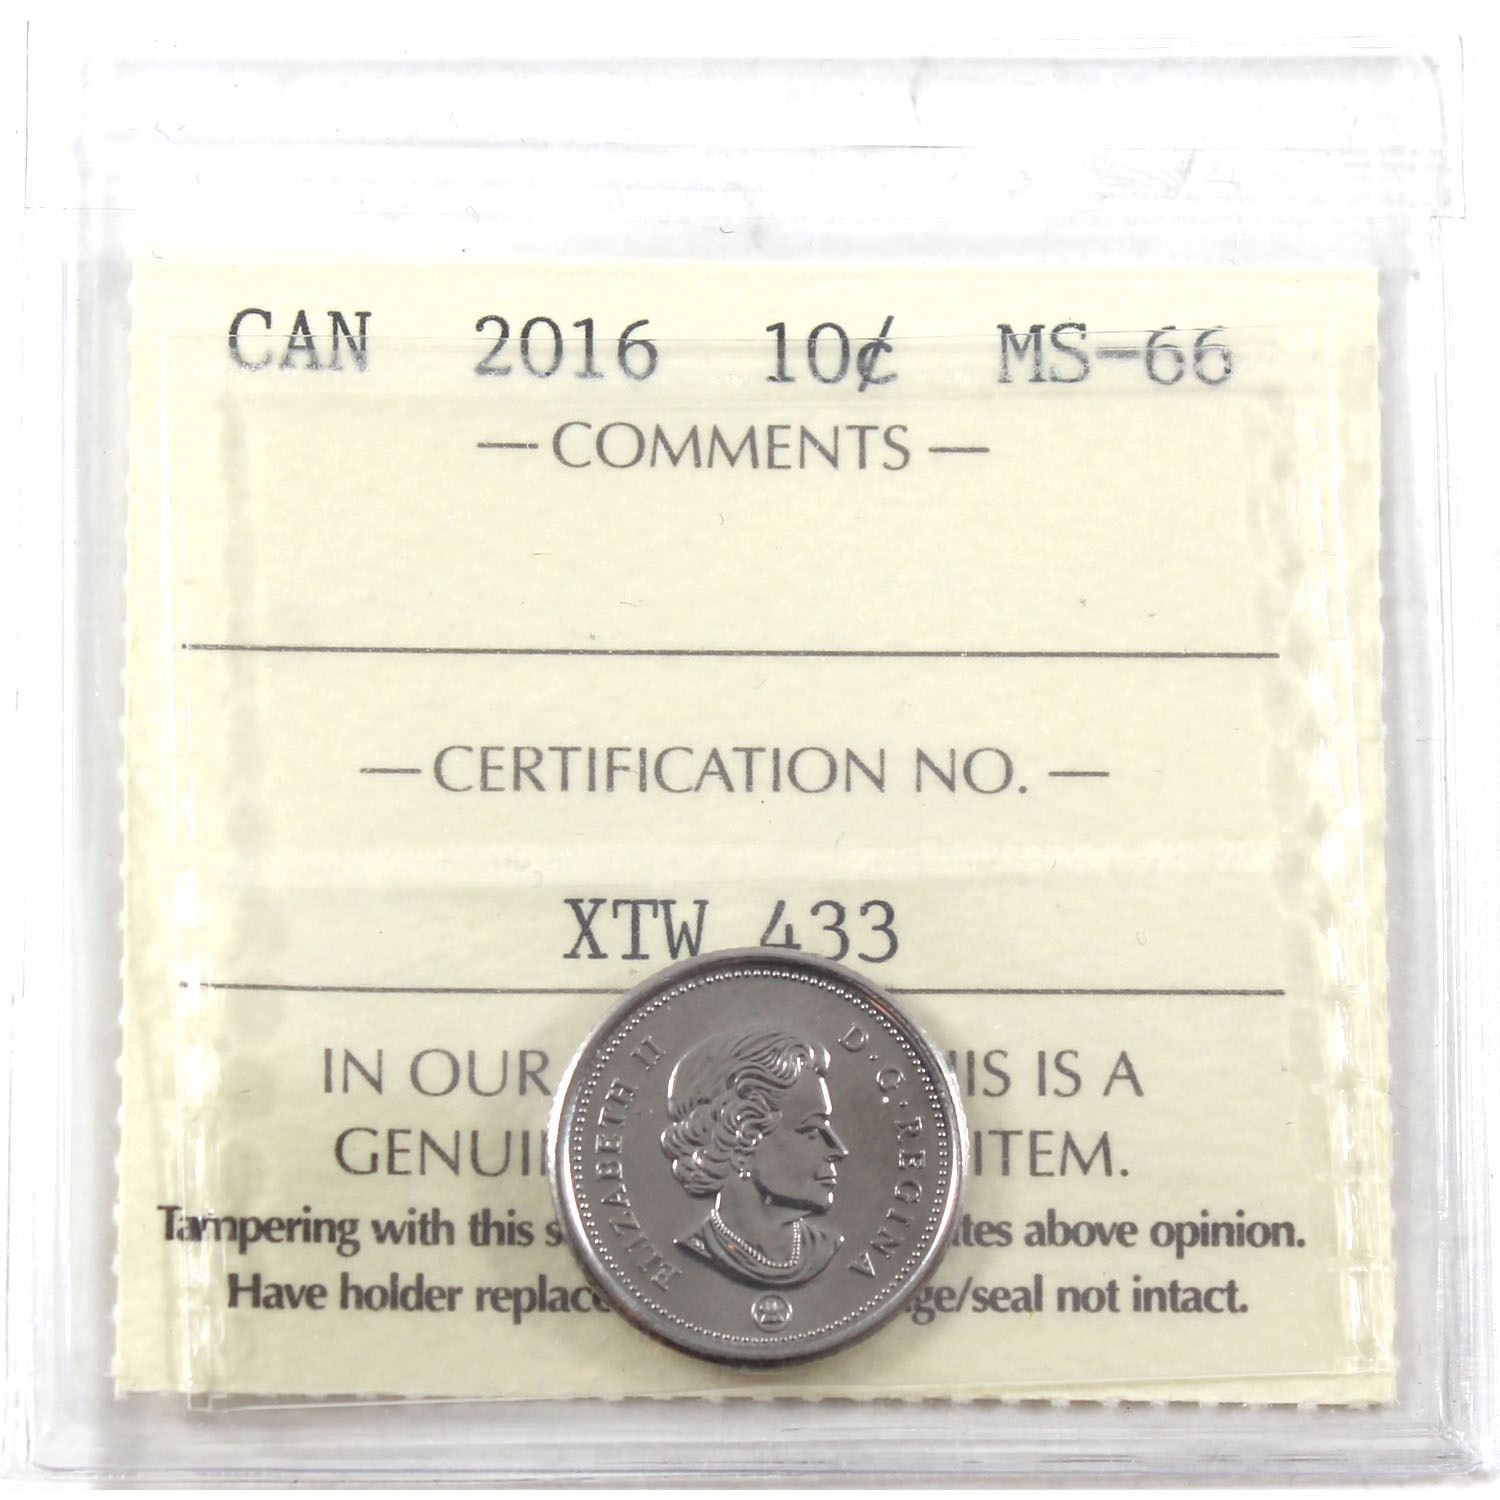 CAN 2016 10¢ MS-66
— COMMENTS —
— CERTIFICATION NO. —
XTW 433
IN OUR IS IS A
GENUI ITEM.
Tampering with this s tes above opinion.
Have holder replac ge/seal not intact.
ELIZABETH II D·G·REGINA